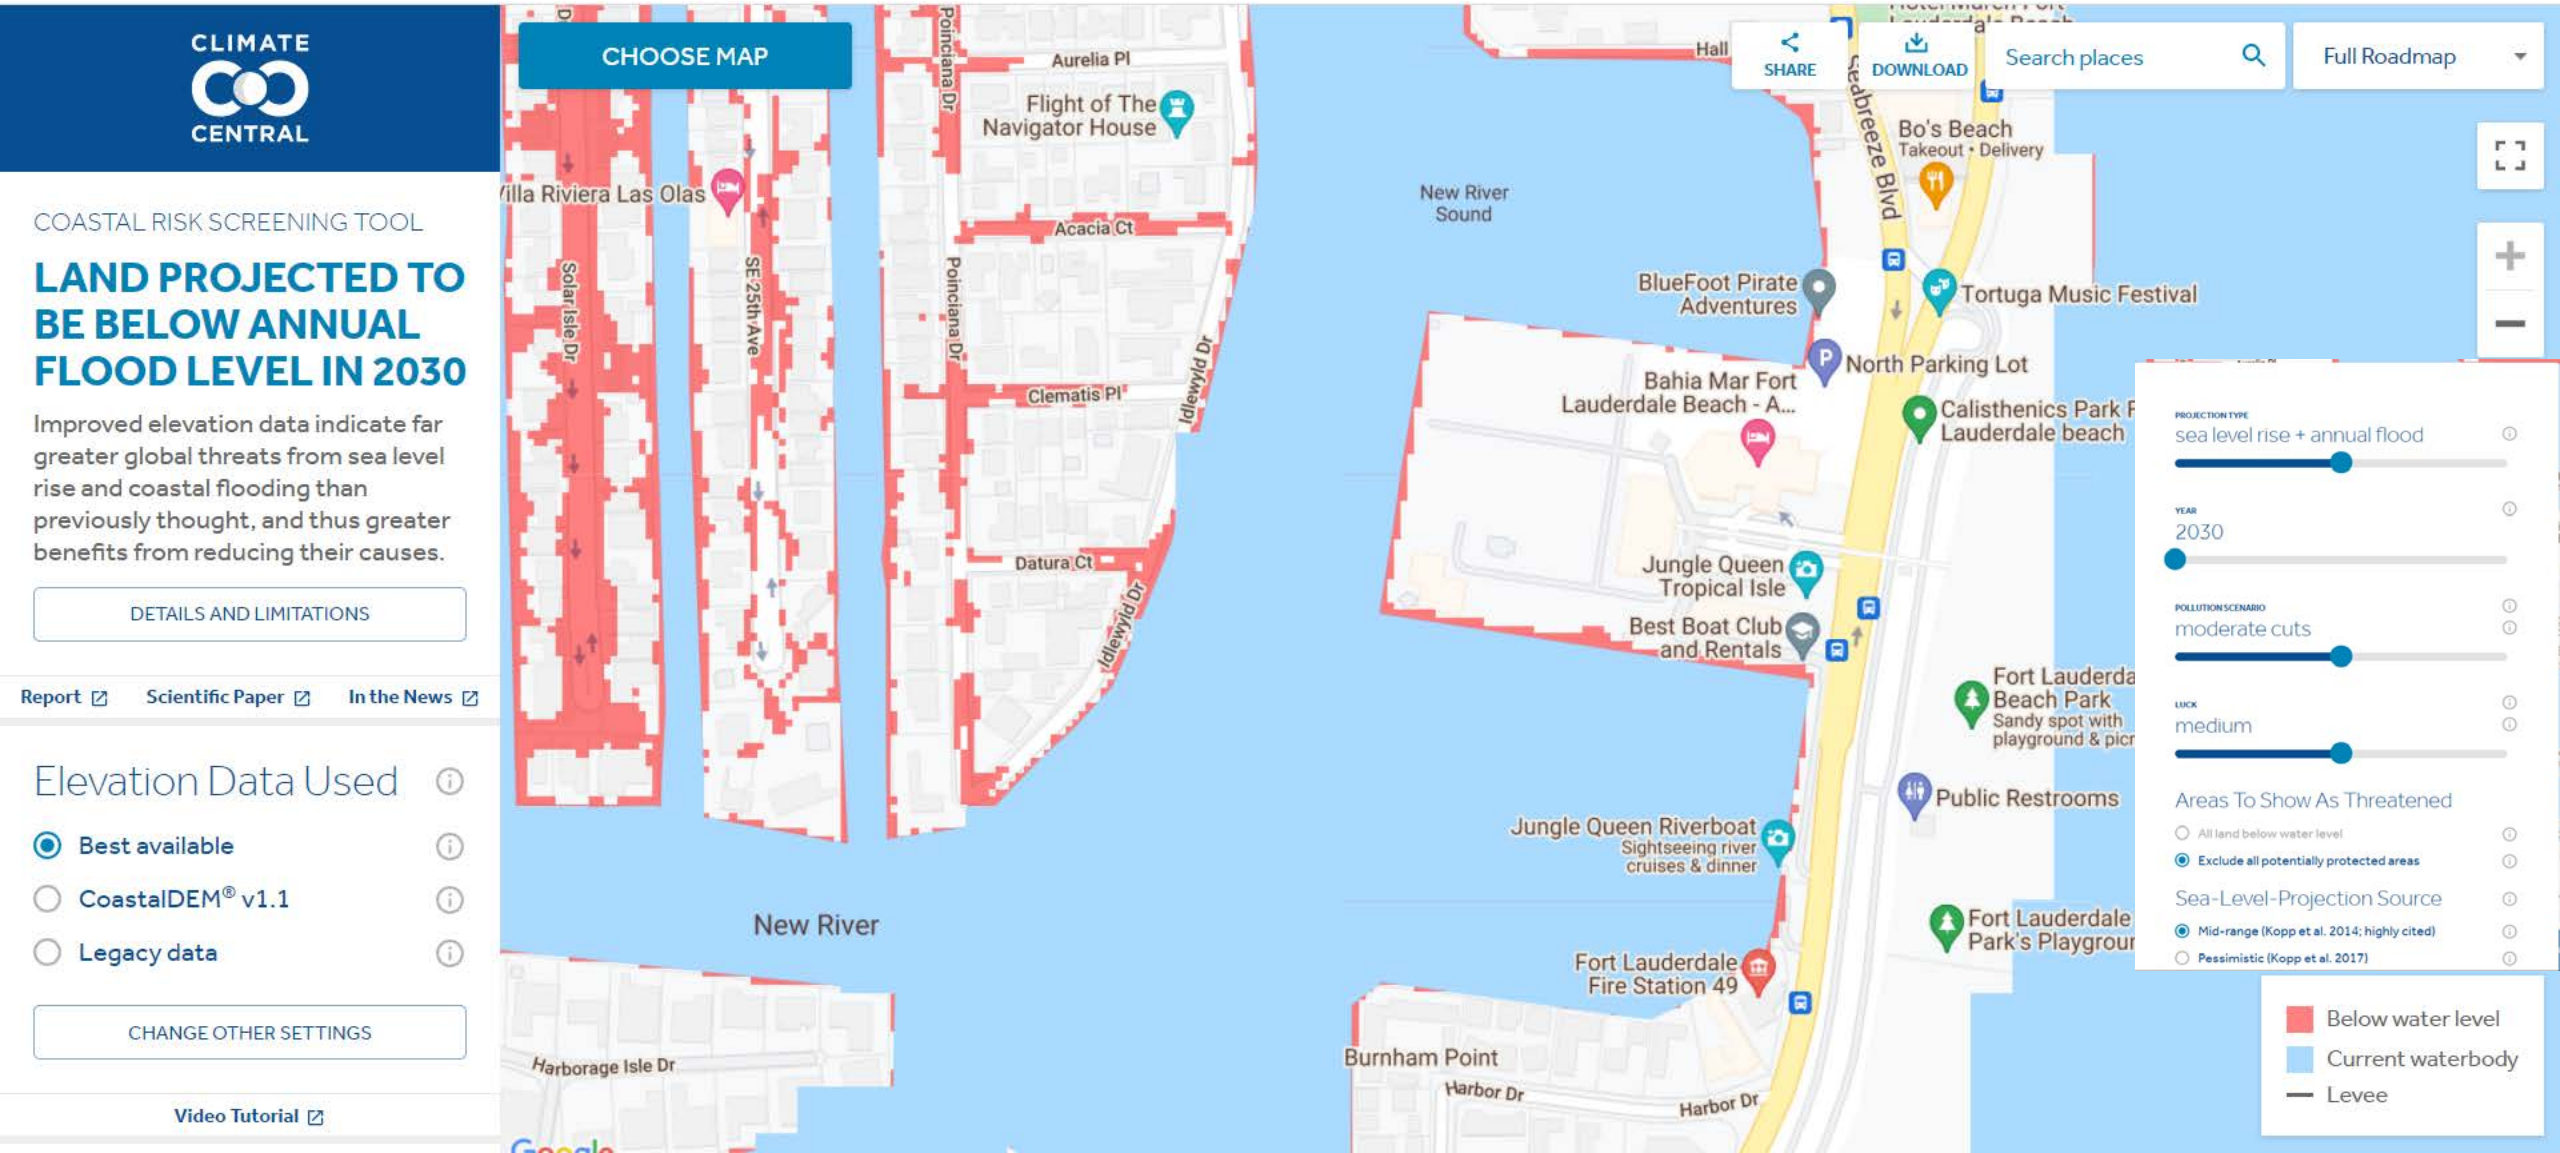 CLIMATE
CENTRAL
COASTAL RISK SCREENING TOOL
LAND PROJECTED TO
BE BELOW ANNUAL
FLOOD LEVEL IN 2030
Improved elevation data indicate far
greater global threats from sea level
rise and coastal flooding than
previously thought, and thus greater
benefits from reducing their causes.
DETAILS AND LIMITATIONS
Report
Scientific Paper
In the News
Elevation Data Used
Best available
CoastalDEM® v1.1
Legacy data
CHANGE OTHER SETTINGS
Video Tutorial
CHOOSE MAP
Poinciana Dr
Aurelia Pl
Flight of The
Navigator House
illa Riviera Las Olas
Acacia Ct
Solar Isle Dr
SE 25th Ave
Poinciana Dr
Clematis Pl
Idlewyld Dr
Datura Ct
Idlewyld Dr
New River
Harborage Isle Dr
Google
New River
Sound
Hall
SHARE
DOWNLOAD
Search places
Full Roadmap
Seabreeze Blvd
Bo's Beach
Takeout • Delivery
BlueFoot Pirate
Adventures
Tortuga Music Festival
P
North Parking Lot
Bahia Mar Fort
Lauderdale Beach - A...
Calisthenics Park F
Lauderdale beach
Jungle Queen
Tropical Isle
Best Boat Club
and Rentals
Fort Lauderda
Beach Park
Sandy spot with
playground & picr
Public Restrooms
Jungle Queen Riverboat
Sightseeing river
cruises & dinner
Fort Lauderdale
Park's Playgrour
Fort Lauderdale
Fire Station 49
Burnham Point
Harbor Dr
Harbor Dr
PROJECTION TYPE
sea level rise + annual flood
YEAR
2030
POLLUTION SCENARIO
moderate cuts
LUCK
medium
Areas To Show As Threatened
All land below water level
Exclude all potentially protected areas
Sea-Level-Projection Source
Mid-range (Kopp et al. 2014; highly cited)
Pessimistic (Kopp et al. 2017)
Below water level
Current waterbody
Levee